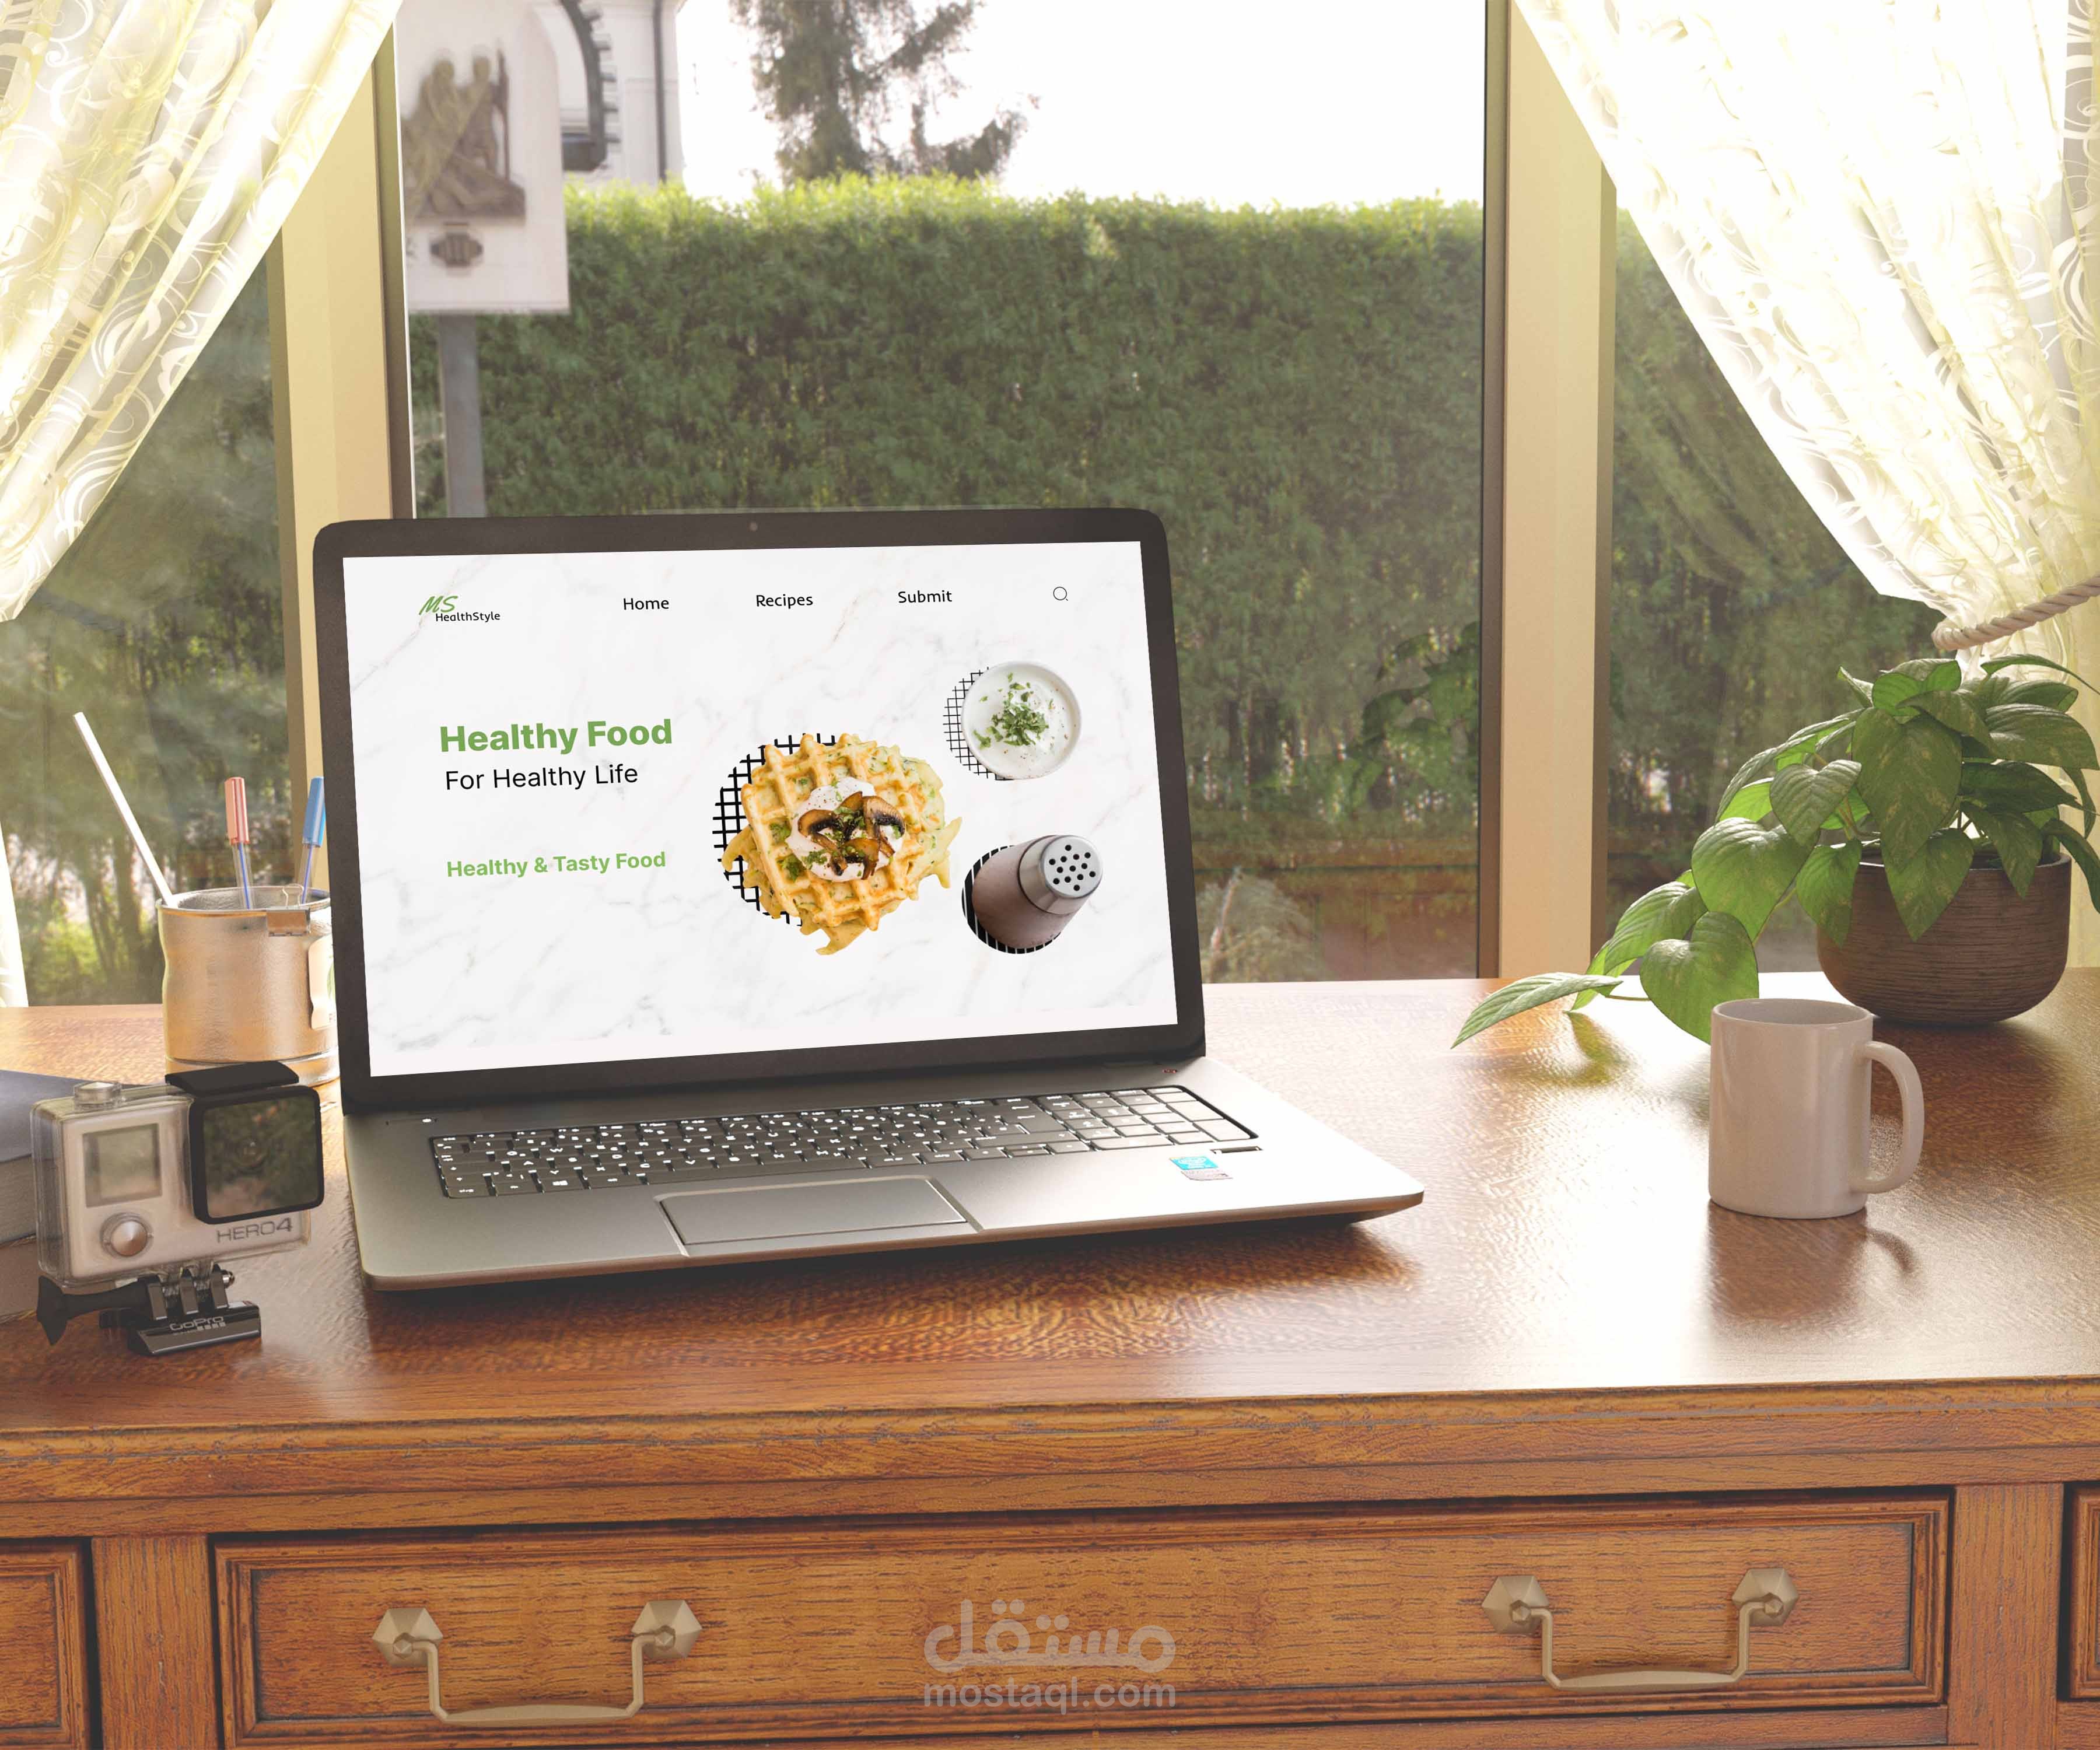 MS
HealthStyle
Home
Recipes
Submit
Healthy Food
For Healthy Life
Healthy & Tasty Food
HERO4
GoPro
مستقل
mostaql.com